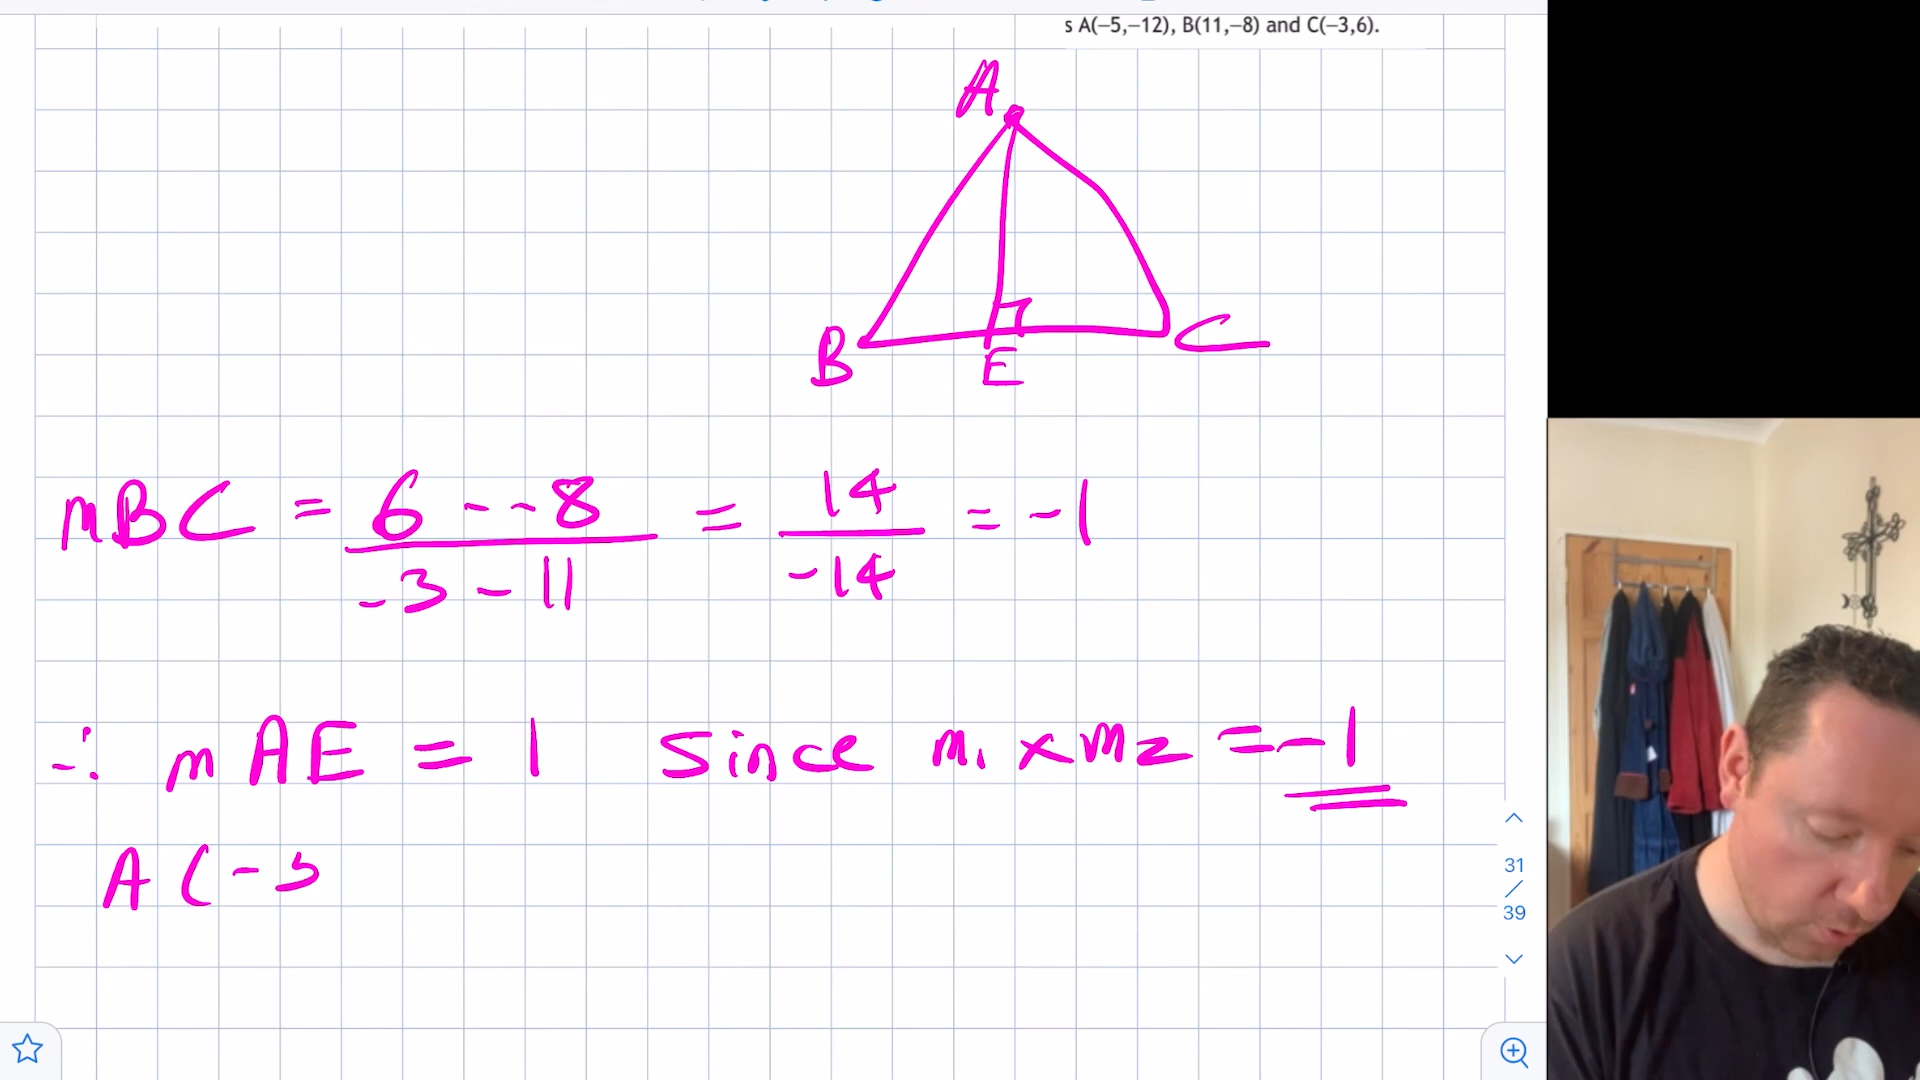 s A(−5,−12), B(11,−8) and C(−3,6).
A
B
E
C
mBC = 6 - -8 / -3 - 11 = 14 / -14 = -1
∴ mAE = 1 since m₁ × m₂ = -1
A (-5
31
/
39